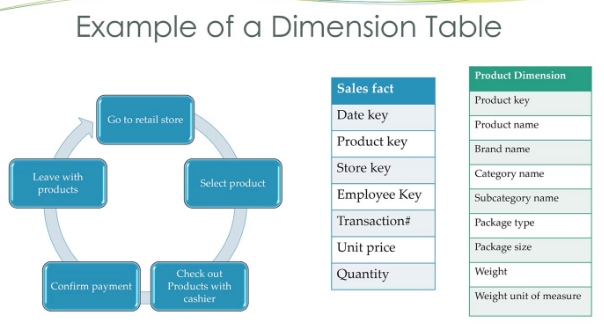 Example of a Dimension Table
Go to retail store
Select product
Check out
Products with
cashier
Confirm payment
Leave with
products
Sales fact
Date key
Product key
Store key
Employee Key
Transaction#
Unit price
Quantity
Product Dimension
Product key
Product name
Brand name
Category name
Subcategory name
Package type
Package size
Weight
Weight unit of measure